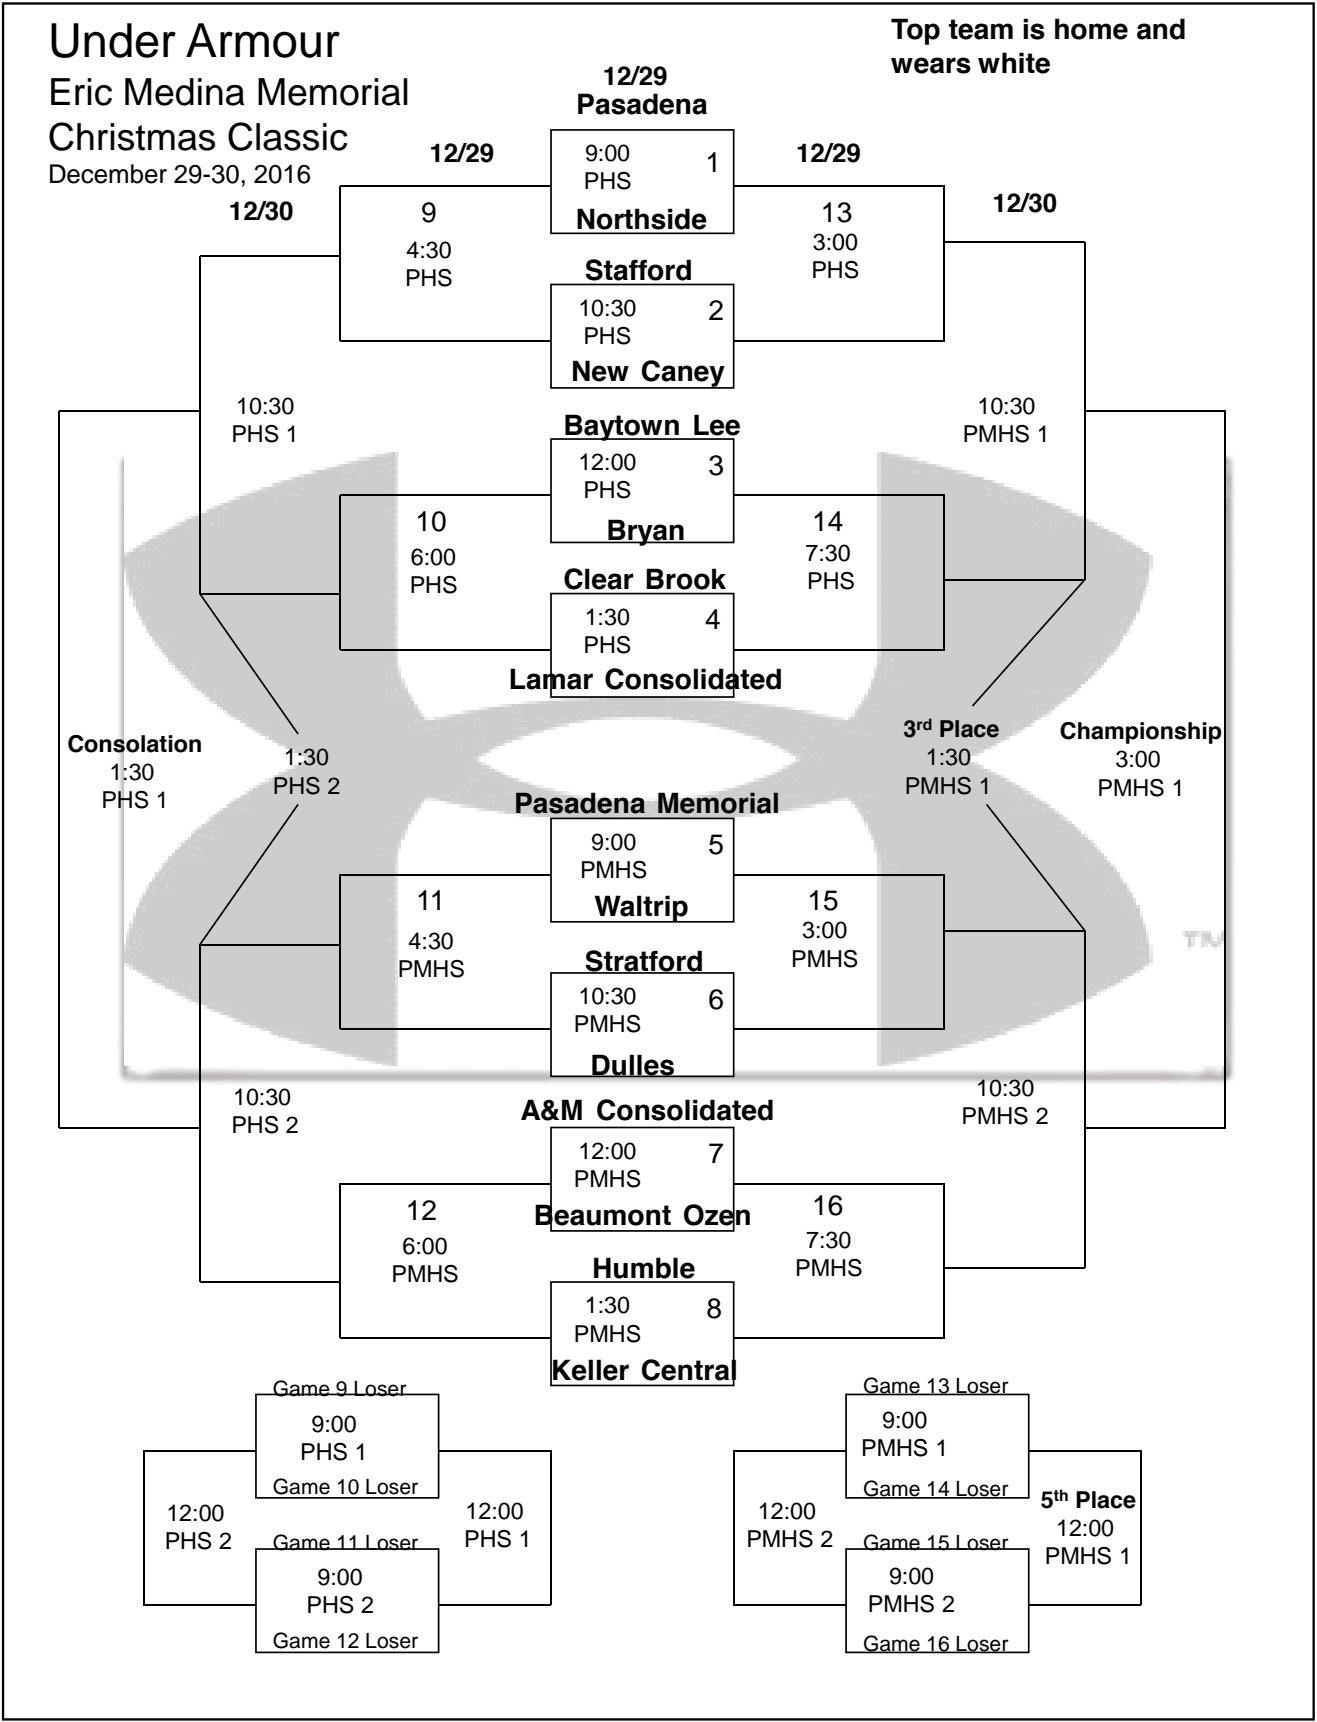 Under Armour
Eric Medina Memorial
Christmas Classic
December 29-30, 2016
Top team is home and
wears white
12/29
Pasadena
12/29
12/29
12/30
12/30
9:00
PHS
1
Northside
9
4:30
PHS
13
3:00
PHS
Stafford
10:30
PHS
2
New Caney
10:30
PHS 1
10:30
PMHS 1
Baytown Lee
12:00
PHS
3
Bryan
10
6:00
PHS
14
7:30
PHS
Clear Brook
1:30
PHS
4
Lamar Consolidated
Consolation
1:30
PHS 1
1:30
PHS 2
3rd Place
1:30
PMHS 1
Championship
3:00
PMHS 1
Pasadena Memorial
9:00
PMHS
5
Waltrip
11
4:30
PMHS
15
3:00
PMHS
TM
Stratford
10:30
PMHS
6
Dulles
10:30
PHS 2
10:30
PMHS 2
A&M Consolidated
12:00
PMHS
7
Beaumont Ozen
12
6:00
PMHS
16
7:30
PMHS
Humble
1:30
PMHS
8
Keller Central
Game 9 Loser
9:00
PHS 1
Game 10 Loser
12:00
PHS 2
12:00
PHS 1
Game 11 Loser
9:00
PHS 2
Game 12 Loser
Game 13 Loser
9:00
PMHS 1
Game 14 Loser
12:00
PMHS 2
5th Place
12:00
PMHS 1
Game 15 Loser
9:00
PMHS 2
Game 16 Loser